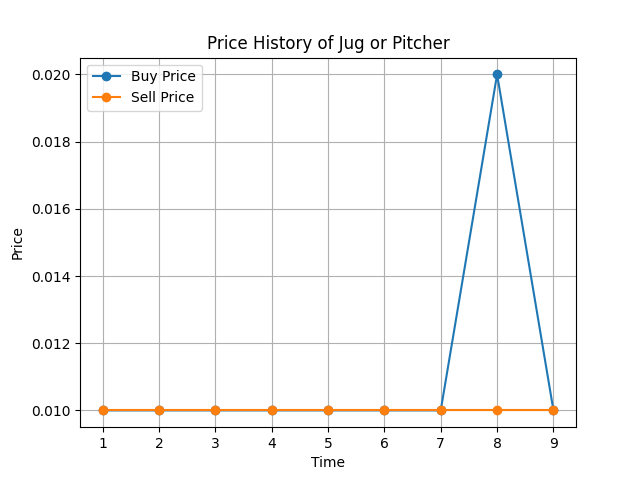 Price History of Jug or Pitcher
Buy Price
Sell Price
0.020
0.018
0.016
0.014
0.012
0.010
Price
1 2 3 4 5 6 7 8 9
Time